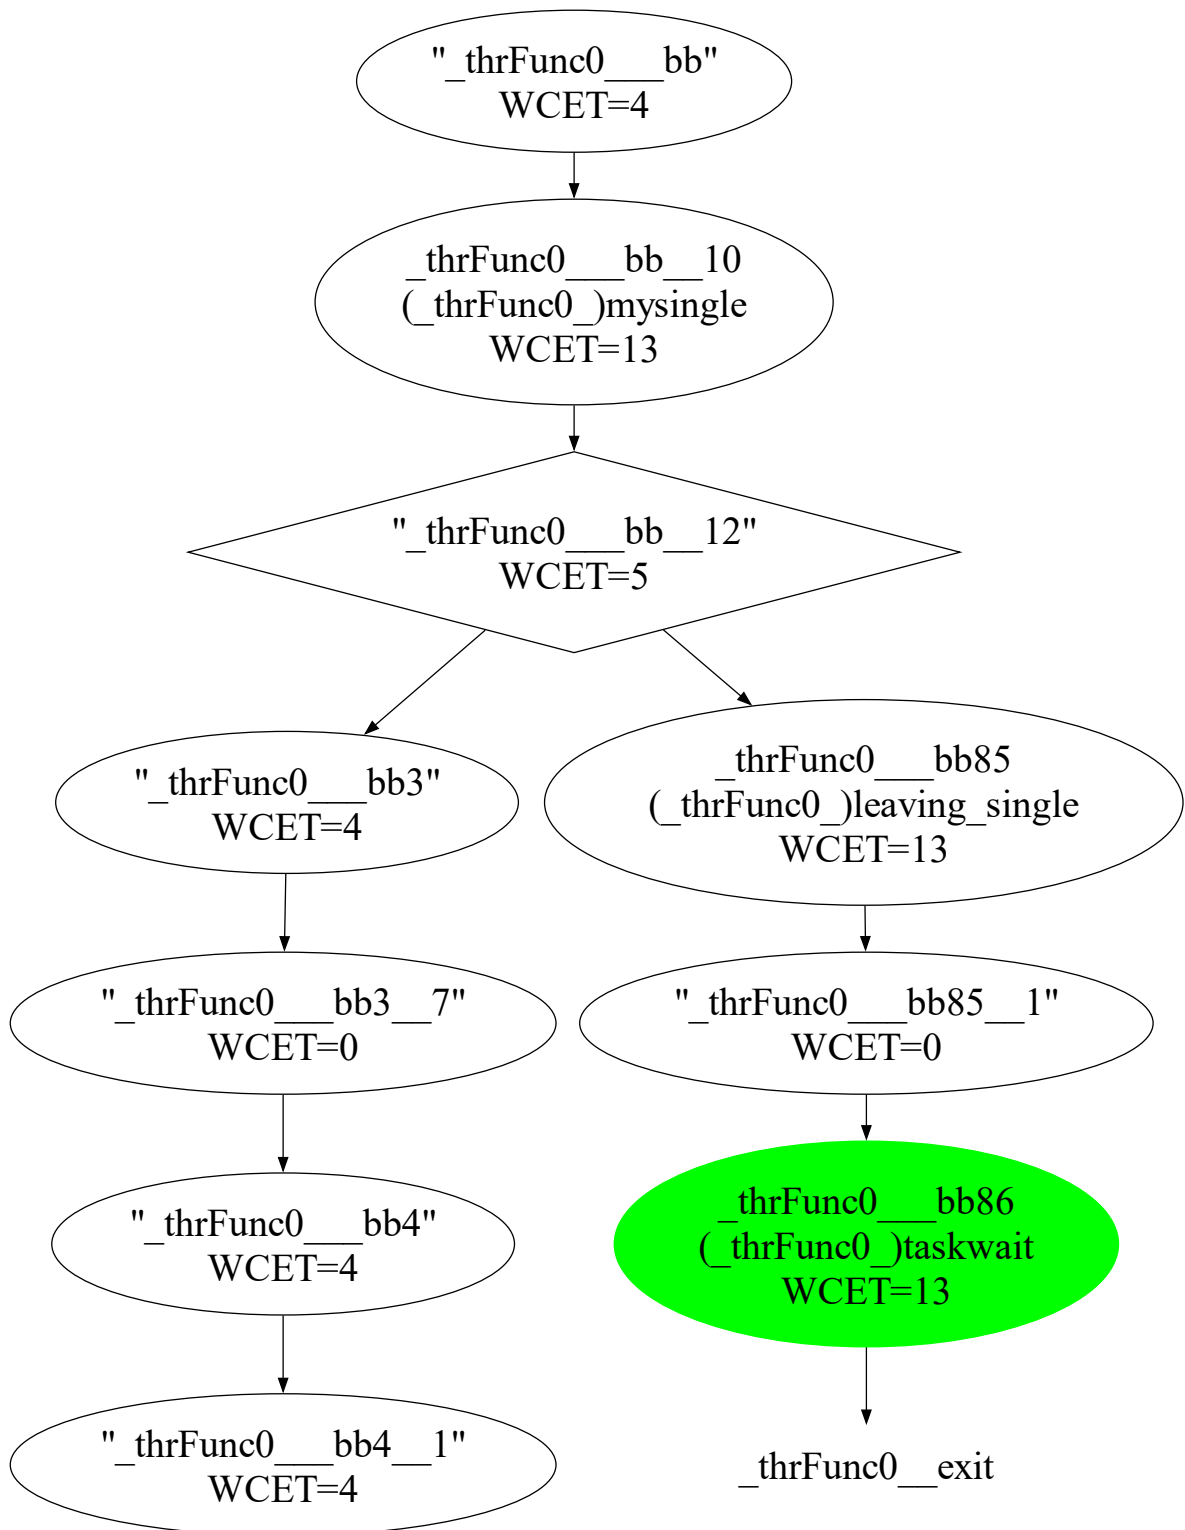 "_thrFunc0___bb"
WCET=4
_thrFunc0___bb__10
(_thrFunc0_)mysingle
WCET=13
"_thrFunc0___bb__12"
WCET=5
"_thrFunc0___bb3"
WCET=4
_thrFunc0___bb85
(_thrFunc0_)leaving_single
WCET=13
"_thrFunc0___bb3__7"
WCET=0
"_thrFunc0___bb85__1"
WCET=0
"_thrFunc0___bb4"
WCET=4
_thrFunc0___bb86
(_thrFunc0_)taskwait
WCET=13
"_thrFunc0___bb4__1"
WCET=4
_thrFunc0__exit